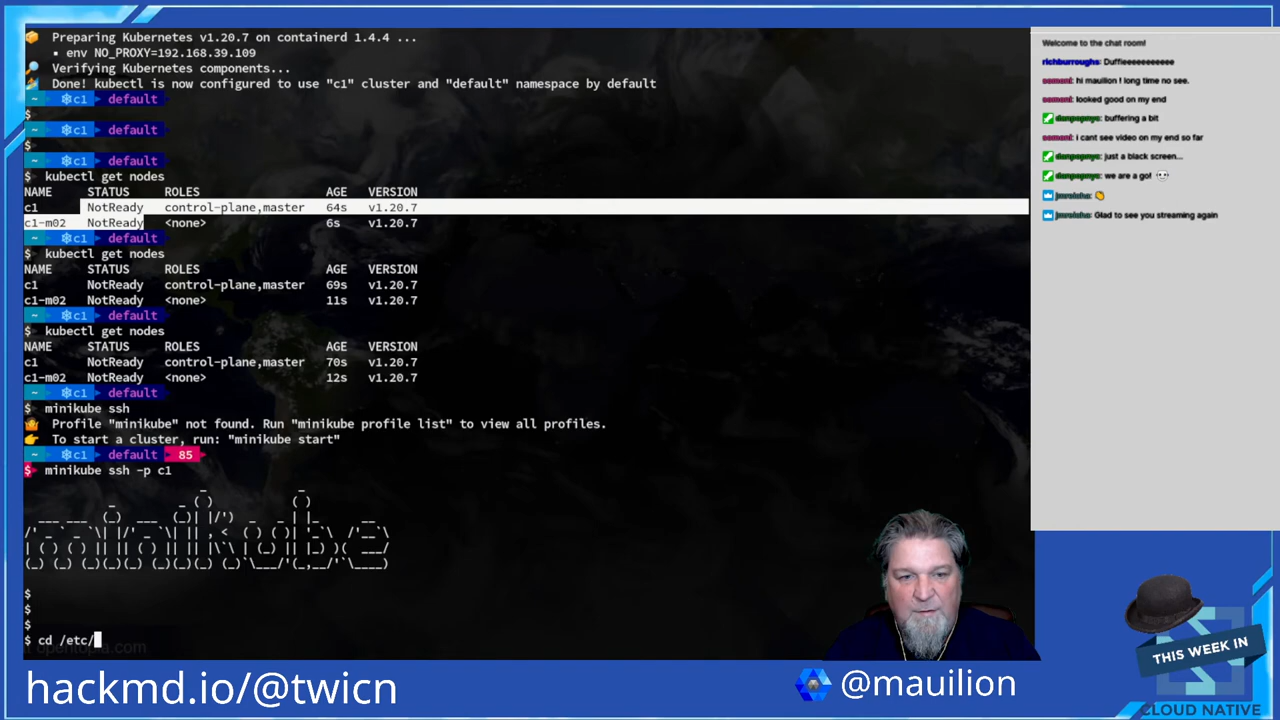 Preparing Kubernetes v1.20.7 on containerd 1.4.4 ...
▪ env NO_PROXY=192.168.39.109
Verifying Kubernetes components...
Done! kubectl is now configured to use "c1" cluster and "default" namespace by default
~ ⎈c1 default
$
~ ⎈c1 default
$
~ ⎈c1 default
$ kubectl get nodes
NAME STATUS ROLES AGE VERSION
c1 NotReady control-plane,master 64s v1.20.7
c1-m02 NotReady <none> 6s v1.20.7
~ ⎈c1 default
$ kubectl get nodes
NAME STATUS ROLES AGE VERSION
c1 NotReady control-plane,master 69s v1.20.7
c1-m02 NotReady <none> 11s v1.20.7
~ ⎈c1 default
$ kubectl get nodes
NAME STATUS ROLES AGE VERSION
c1 NotReady control-plane,master 70s v1.20.7
c1-m02 NotReady <none> 12s v1.20.7
~ ⎈c1 default
$ minikube ssh
Profile "minikube" not found. Run "minikube profile list" to view all profiles.
To start a cluster, run: "minikube start"
~ ⎈c1 default 85
$ minikube ssh -p c1
minikube
$
$
$
$ cd /etc/
Welcome to the chat room!
richburroughs: Duffieeeeeeeeeee
hi mauilion ! long time no see.
looked good on my end
buffering a bit
i cant see video on my end so far
just a black screen...
we are a go!
Glad to see you streaming again
hackmd.io/@twicn
@mauilion
THIS WEEK IN
CLOUD NATIVE